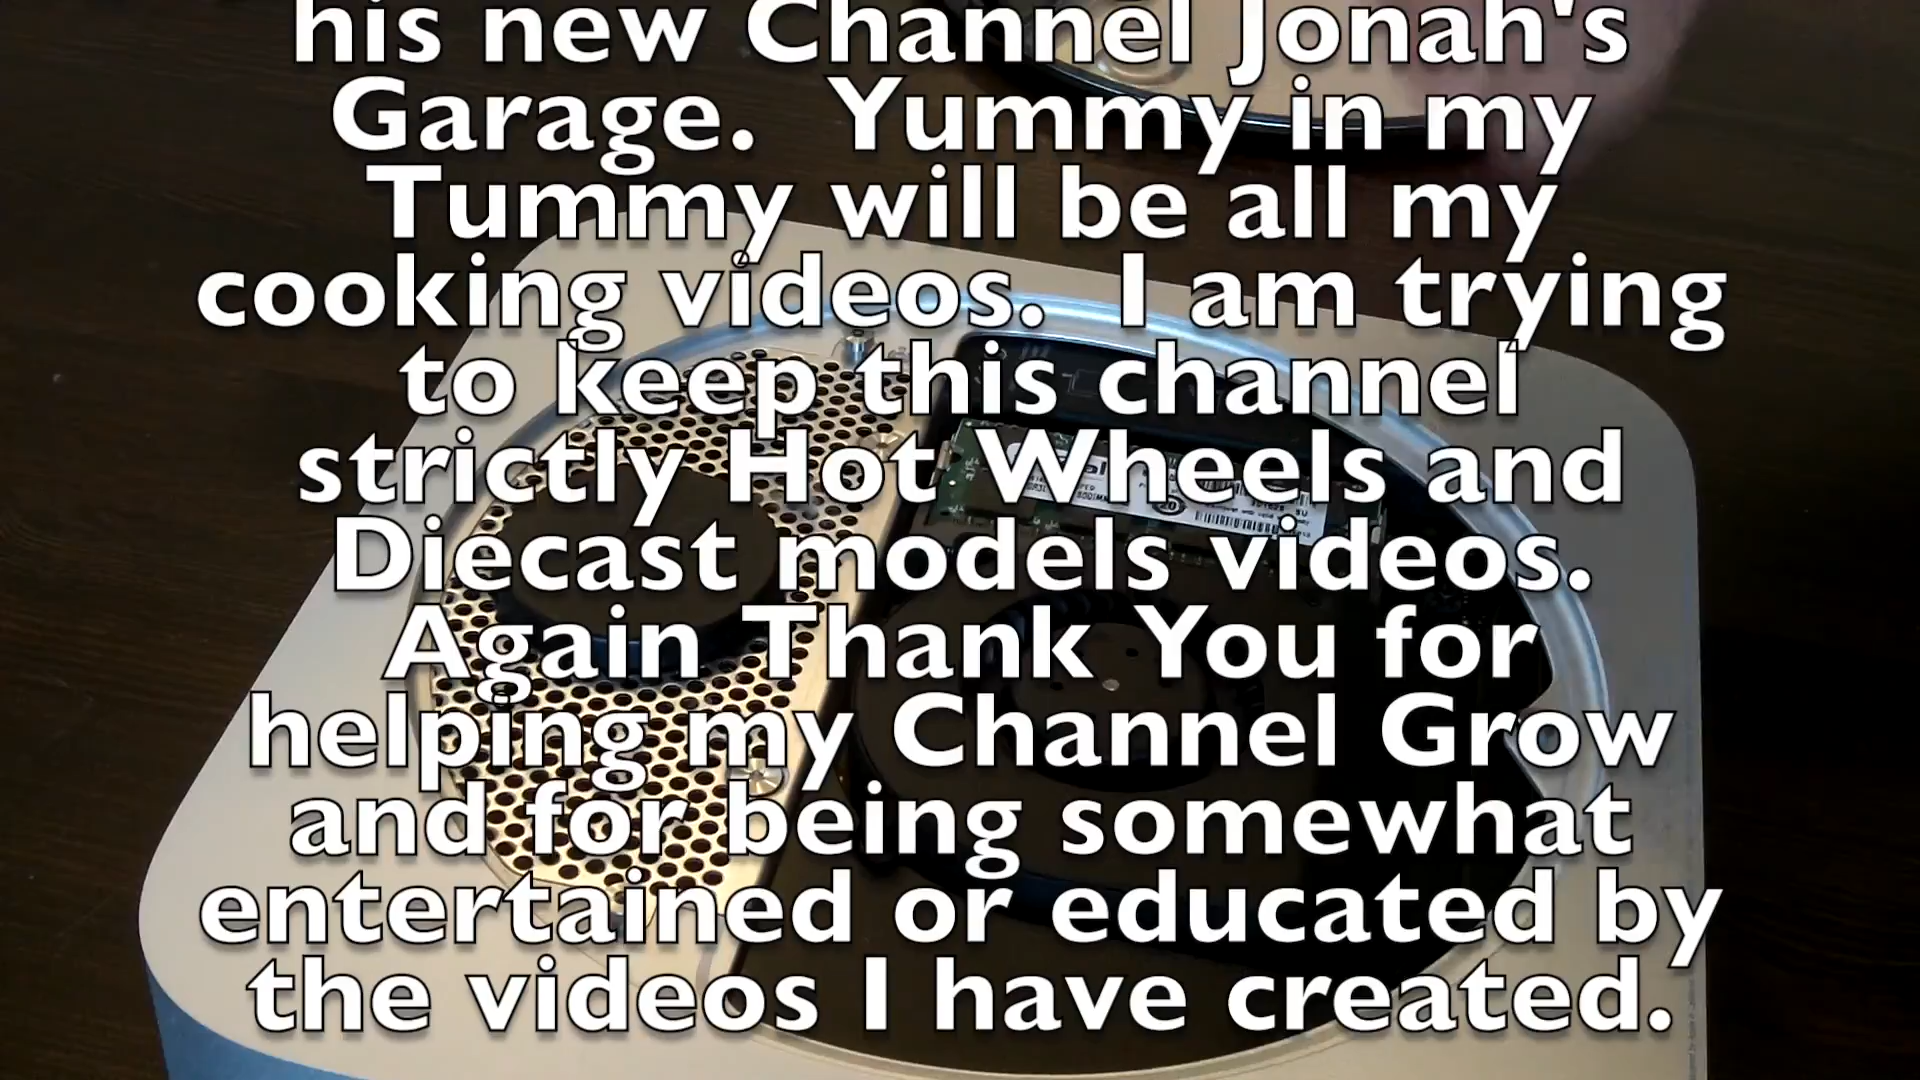 his new Channel Jonah's
Garage.  Yummy in my
Tummy will be all my
cooking videos.  I am trying
to keep this channel
strictly Hot Wheels and
Diecast models videos.
Again Thank You for
helping my Channel Grow
and for being somewhat
entertained or educated by
the videos I have created.